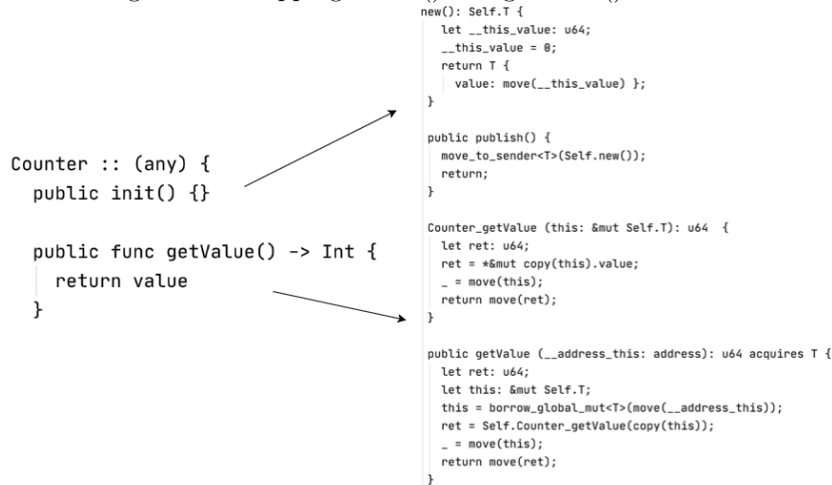 Counter :: (any) {
  public init() {}
  public func getValue() -> Int {
    return value
  }
new(): Self.T {
  let __this_value: u64;
  __this_value = 0;
  return T {
    value: move(__this_value) };
}
public publish() {
  move_to_sender<T>(Self.new());
  return;
}
Counter_getValue (this: &mut Self.T): u64  {
  let ret: u64;
  ret = *&mut copy(this).value;
  _ = move(this);
  return move(ret);
}
public getValue (__address_this: address): u64 acquires T {
  let ret: u64;
  let this: &mut Self.T;
  this = borrow_global_mut<T>(move(__address_this));
  ret = Self.Counter_getValue(copy(this));
  _ = move(this);
  return move(ret);
}